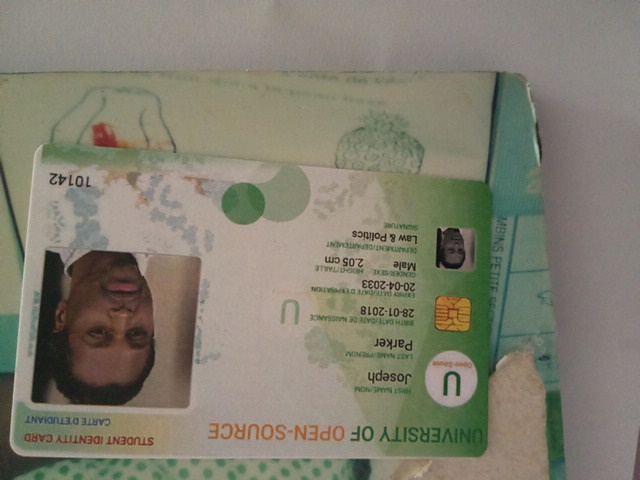 UNIVERSITY OF OPEN-SOURCE
STUDENT IDENTITY CARD
CARTE D'ETUDIANT
Open-Source
U
FIRST NAME/NOM
Joseph
LAST NAME/PRENOM
Parker
BIRTH DATE/DATE DE NAISSANCE
28-01-2018
U
EXPIRY DATE/DATE D'EXPIRATION
20-04-2033
GENDER/SEXE HEIGHT/TAILLE
Male 2.05 cm
DEPARTMENT/DEPARTEMENT
Law & Politics
SIGNATURE
10142
PETITE